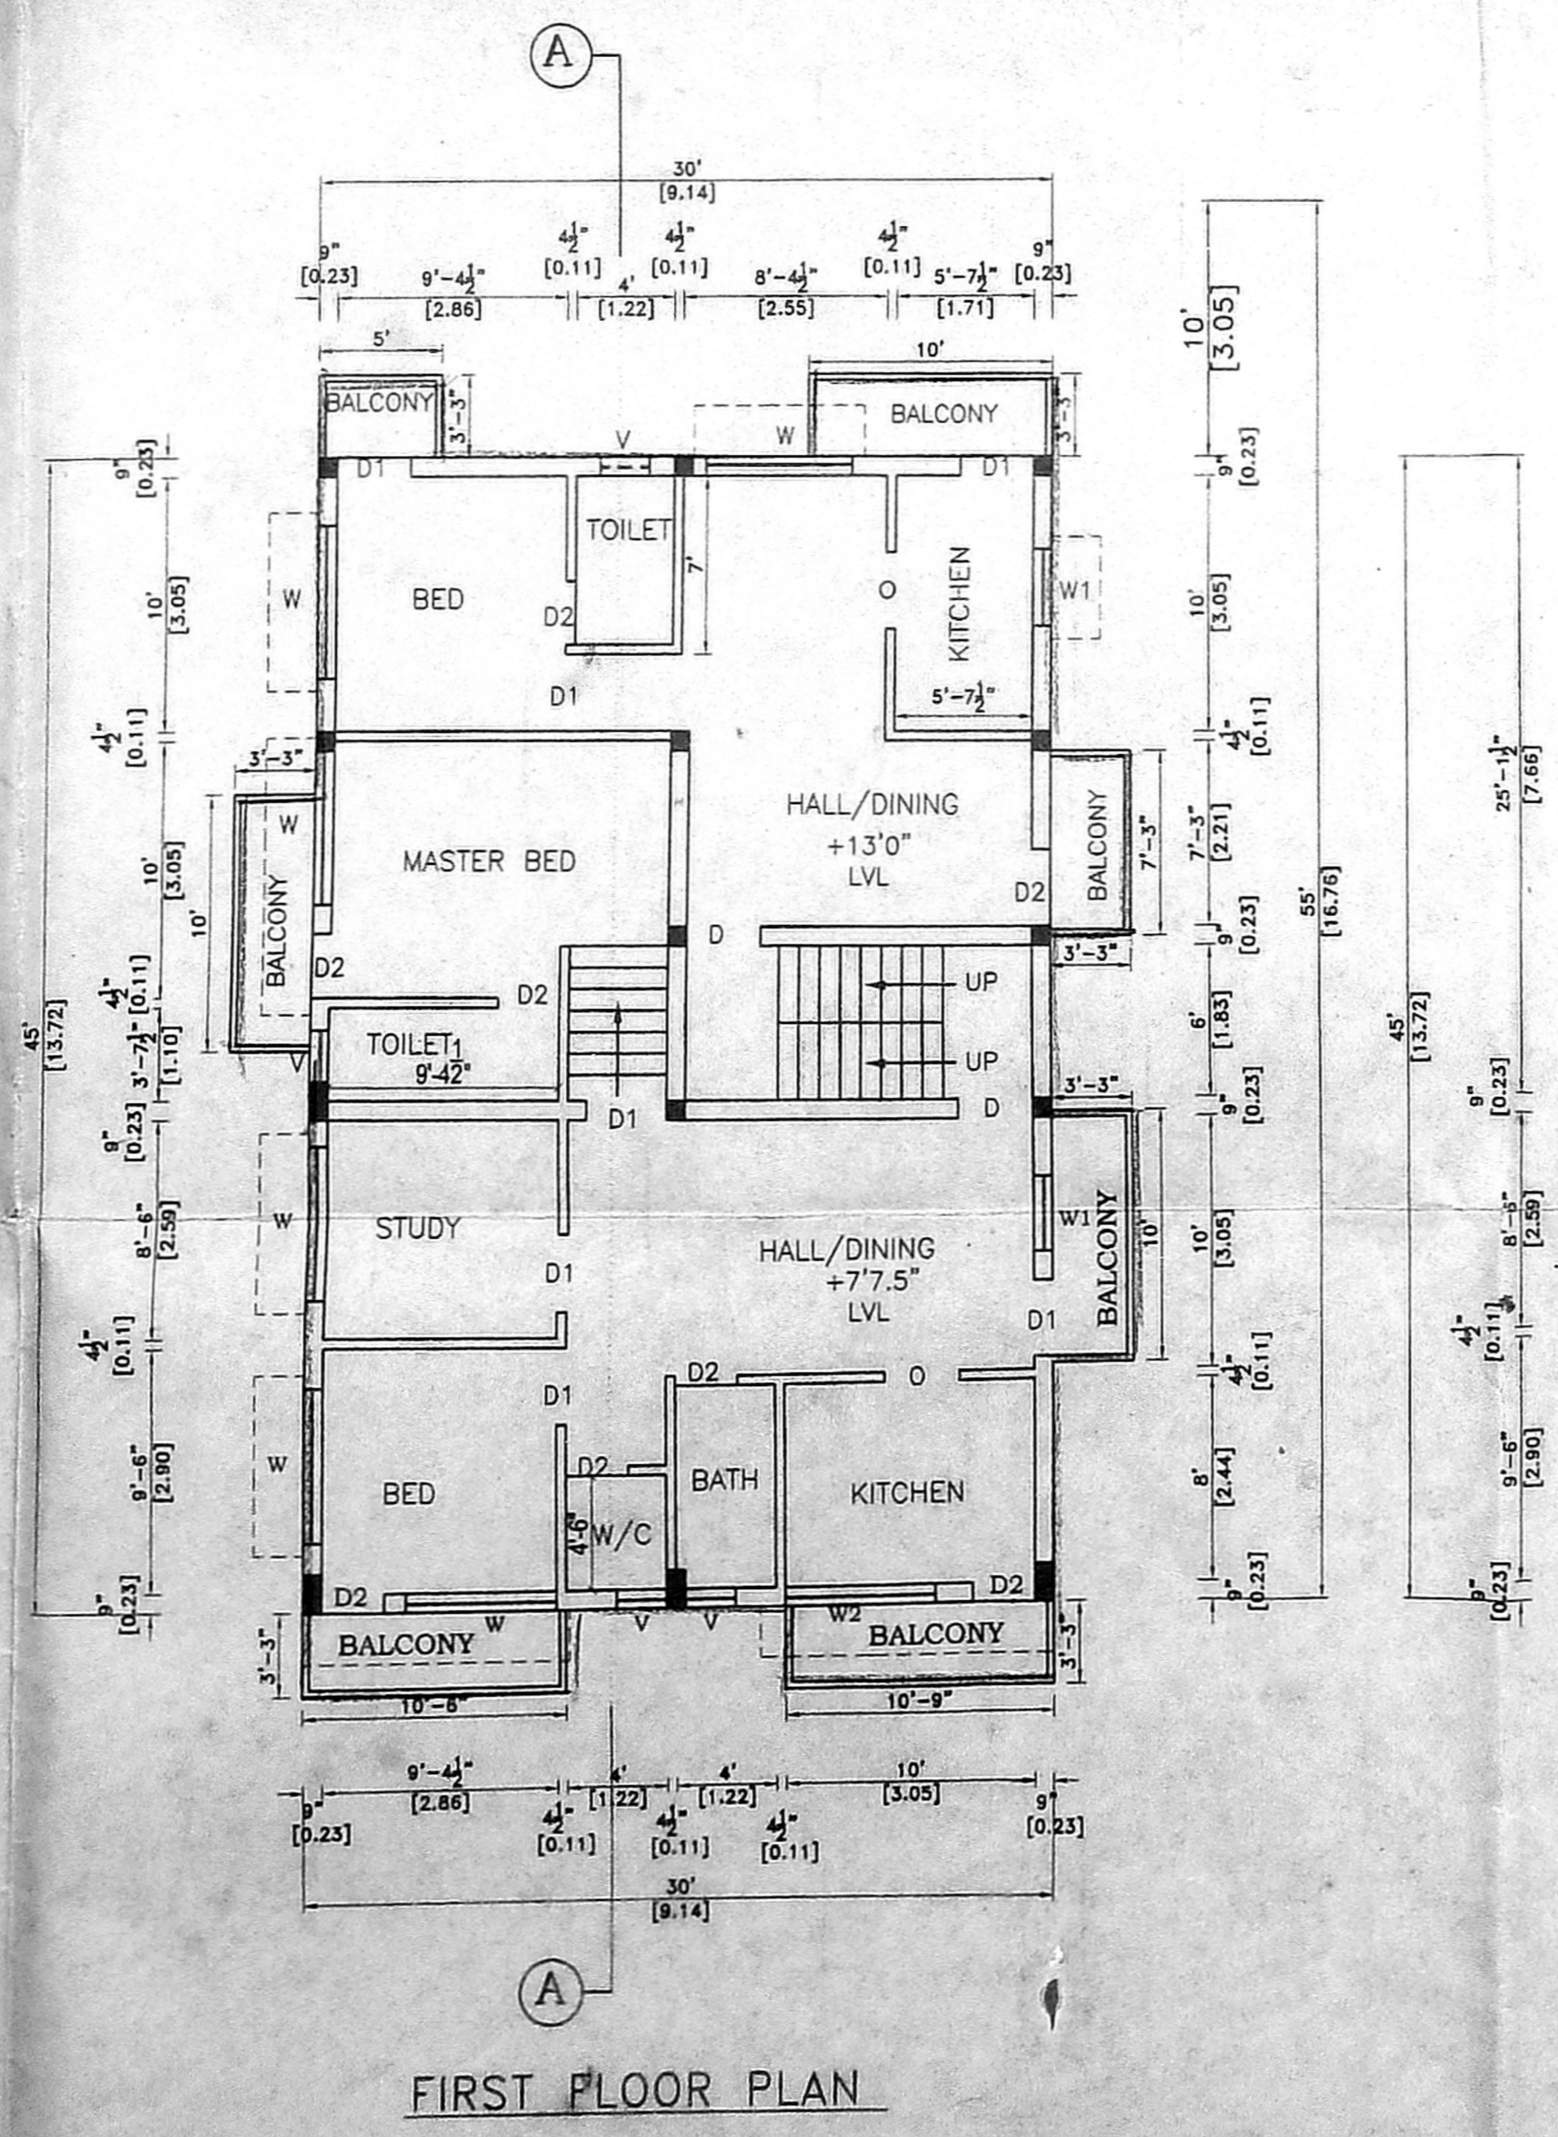 A
30'
[9.14]
9"
[0.23]
9'-4½"
[2.86]
4½"
[0.11]
4'
[1.22]
4½"
[0.11]
8'-4½"
[2.55]
4½"
[0.11]
5'-7½"
[1.71]
9"
[0.23]
5'
10'
10'
[3.05]
BALCONY
3'-3"
BALCONY
3'-3"
V
W
D1
D1
9"
[0.23]
9"
[0.23]
TOILET
7'
BED
W
D2
O
KITCHEN
W1
10'
[3.05]
10'
[3.05]
D1
5'-7½"
4½"
[0.11]
4½"
[0.11]
3'-3"
W
MASTER BED
HALL/DINING
+13'0"
LVL
BALCONY
7'-3"
7'-3"
[2.21]
25'-1½"
[7.66]
10'
[3.05]
10'
BALCONY
D2
D2
D
9"
[0.23]
55'
[16.76]
3'-3"
D2
UP
6'
[1.83]
4½"
[0.11]
45'
[13.72]
45'
[13.72]
TOILET
9'-4½"
3'-7½"
[1.10]
V
UP
3'-3"
9"
[0.23]
9"
[0.23]
9"
[0.23]
D1
D
W
STUDY
8'-6"
[2.59]
HALL/DINING
+7'7.5"
LVL
W1
BALCONY
10'
10'
[3.05]
8'-6"
[2.59]
D1
D1
4½"
[0.11]
4½"
[0.11]
4½"
[0.11]
D1
D2
O
W
BED
9'-6"
[2.90]
D2
BATH
KITCHEN
8'
[2.44]
9'-6"
[2.90]
4'-6"
W/C
9"
[0.23]
D2
D2
9"
[0.23]
9"
[0.23]
W
V
V
W2
3'-3"
BALCONY
BALCONY
3'-3"
10'-6"
10'-9"
9"
[0.23]
9'-4½"
[2.86]
4½"
[0.11]
4'
[1.22]
4½"
[0.11]
4'
[1.22]
4½"
[0.11]
10'
[3.05]
9"
[0.23]
30'
[9.14]
A
FIRST FLOOR PLAN